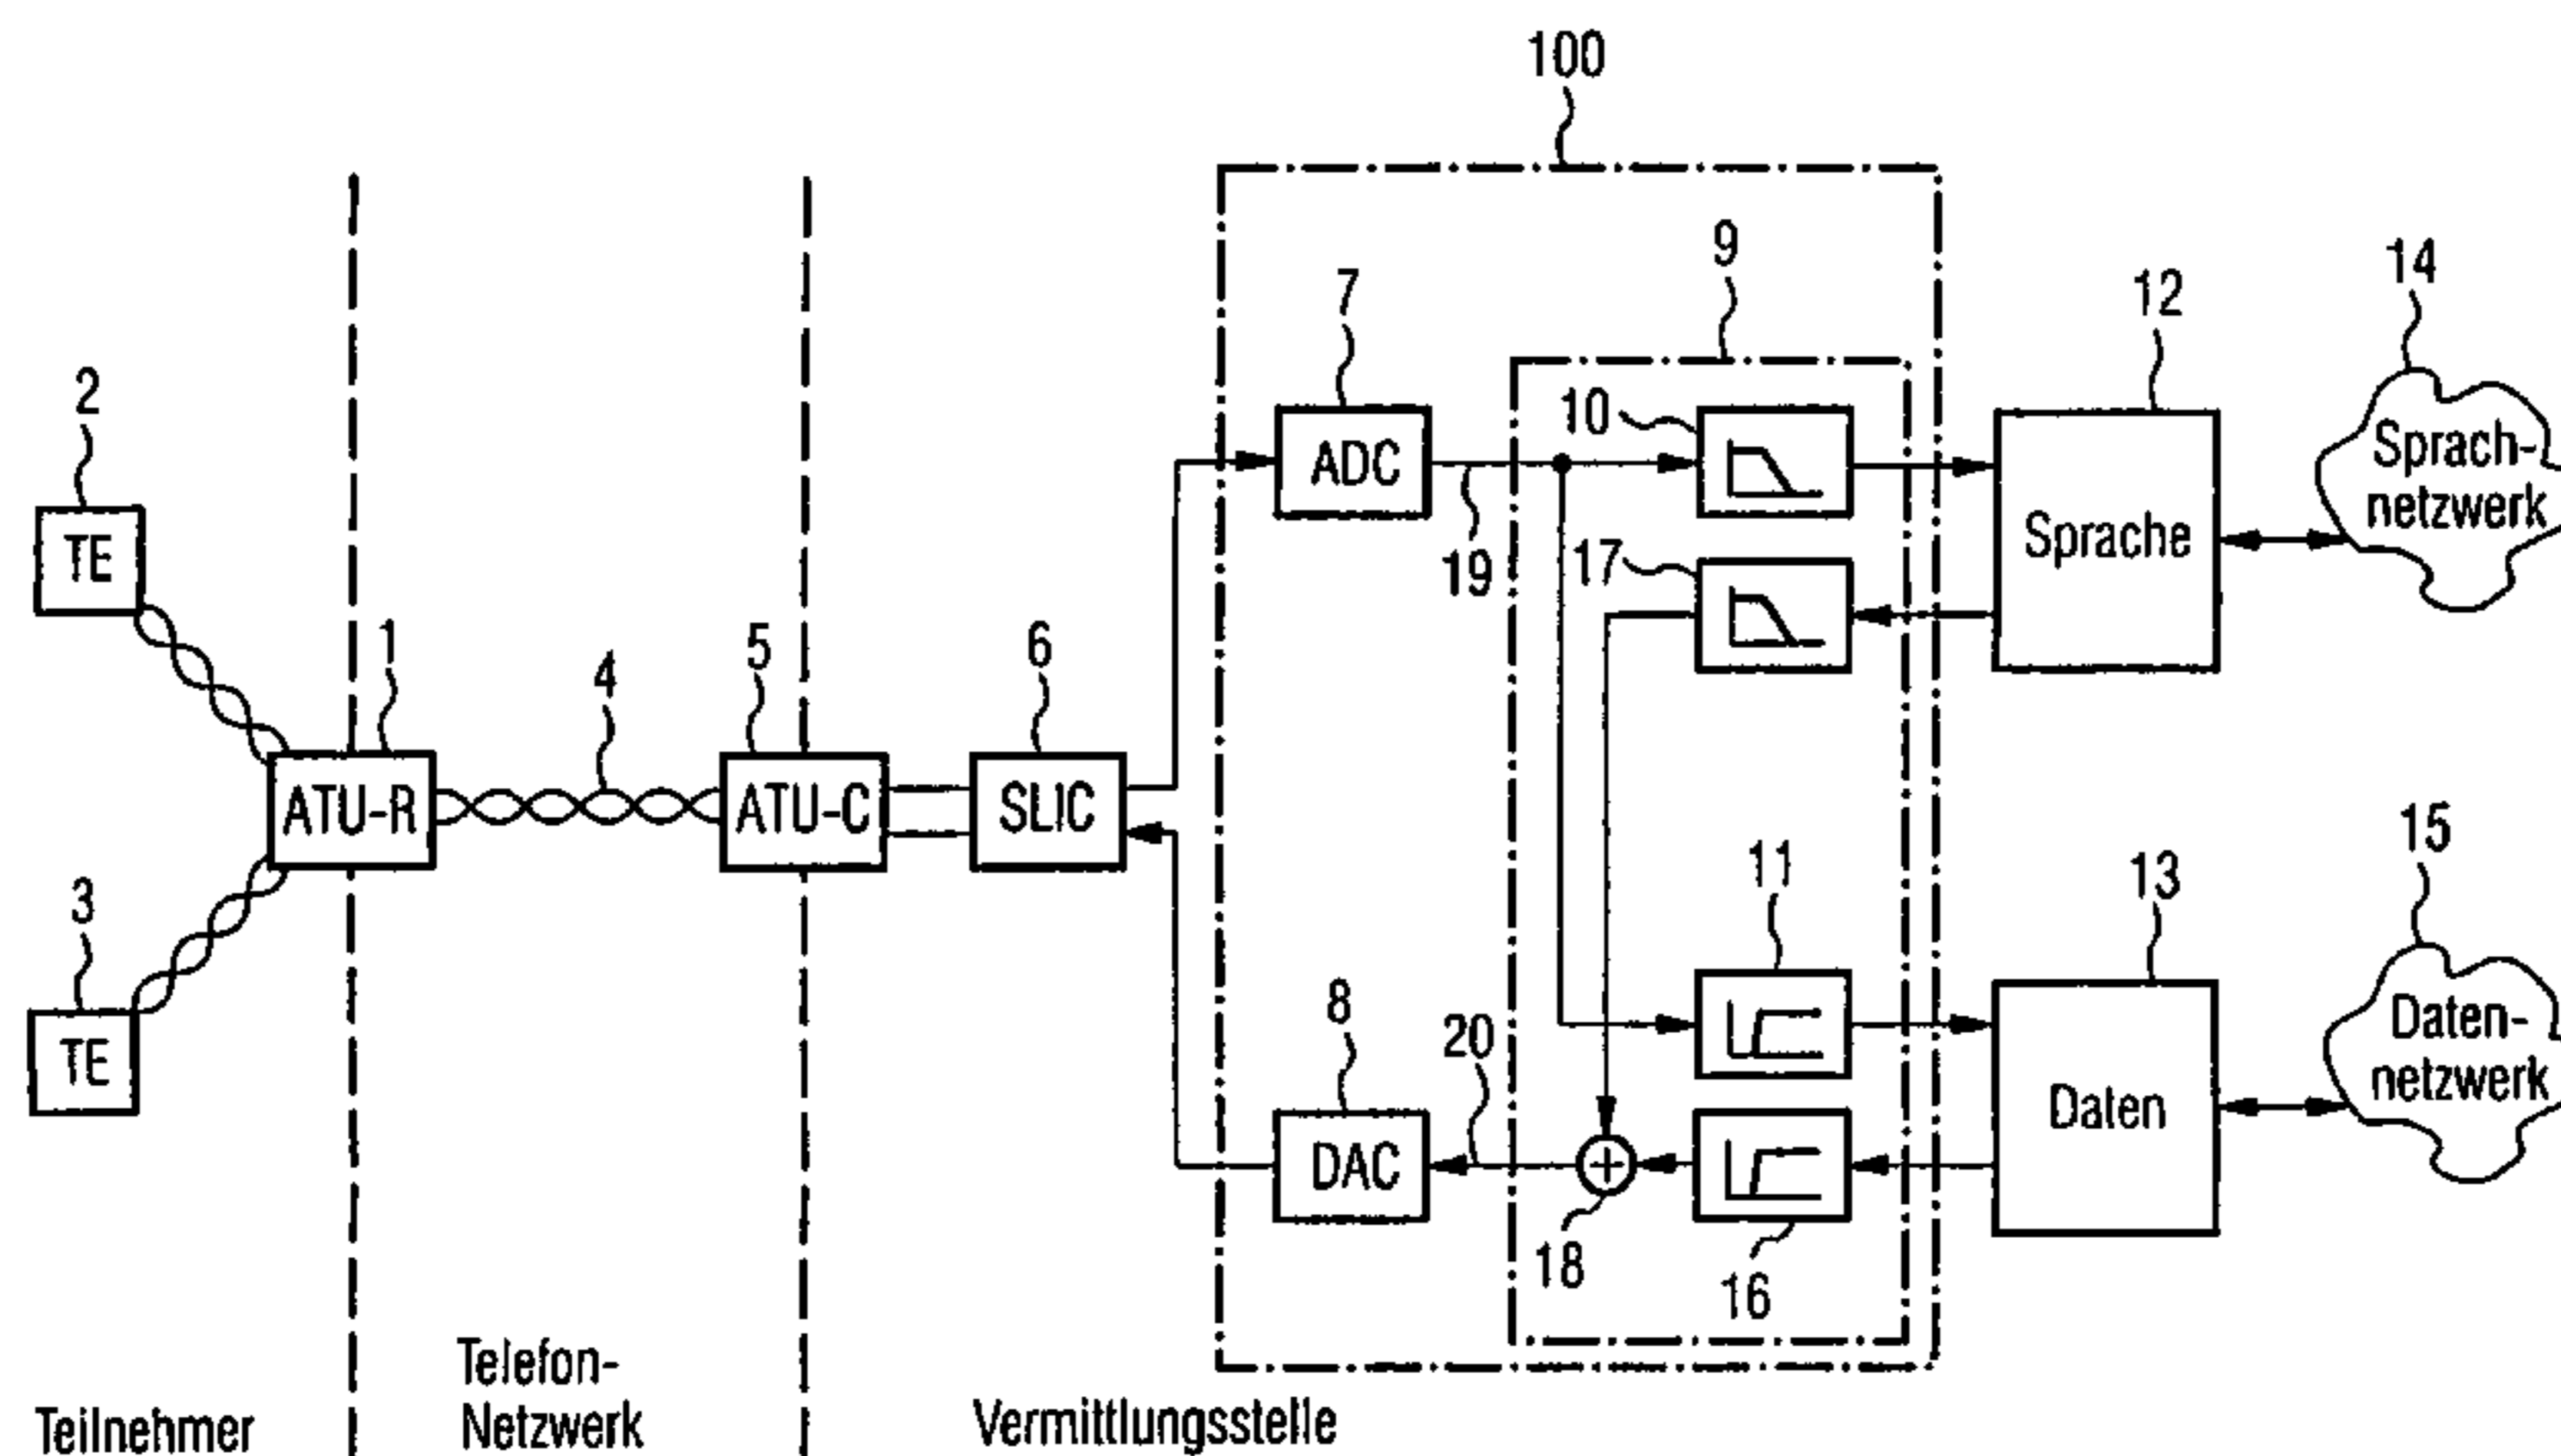 100
9
14
7
12
2
10
Sprach-
netzwerk
ADC
Sprache
TE
19
17
1
4
5
6
ATU-R
ATU-C
SLIC
15
11
13
3
8
20
Daten-
netzwerk
TE
Daten
DAC
18
16
Telefon-
Netzwerk
Teilnehmer
Vermittlungsstelle